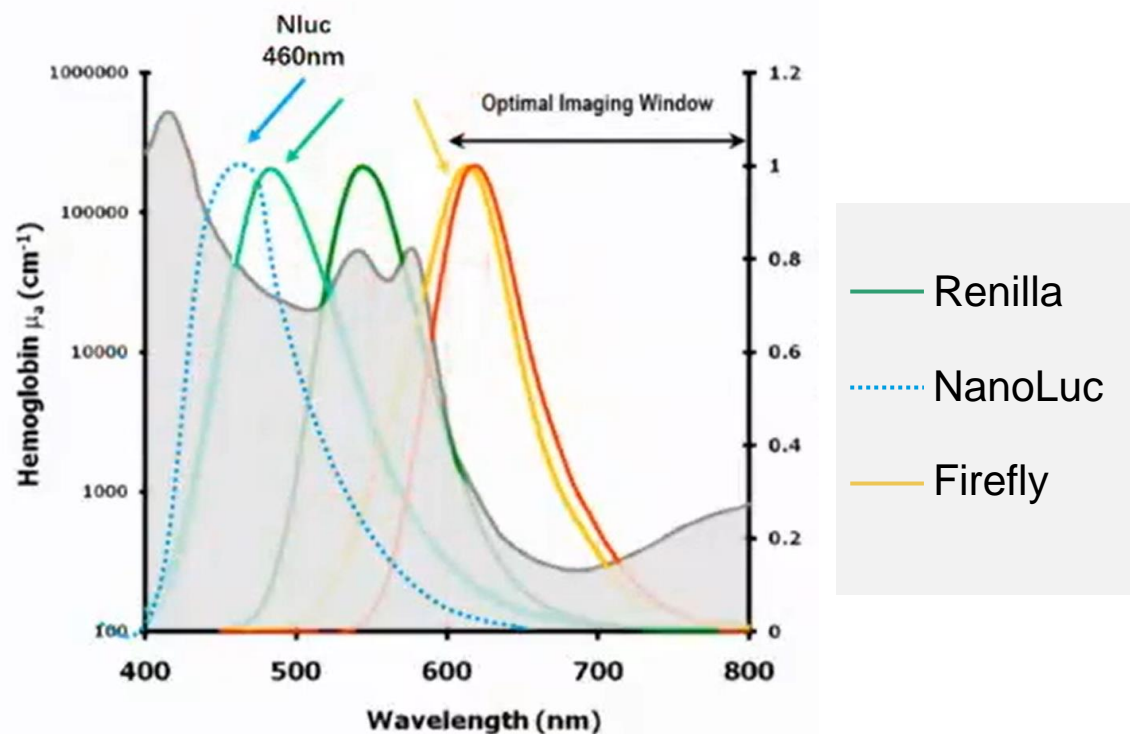 Nluc
460nm
Optimal Imaging Window
1000000
100000
10000
1000
100
Hemoglobin μa (cm-1)
1.2
1
0.8
0.6
0.4
0.2
0
400 500 600 700 800
Wavelength (nm)
Renilla
NanoLuc
Firefly